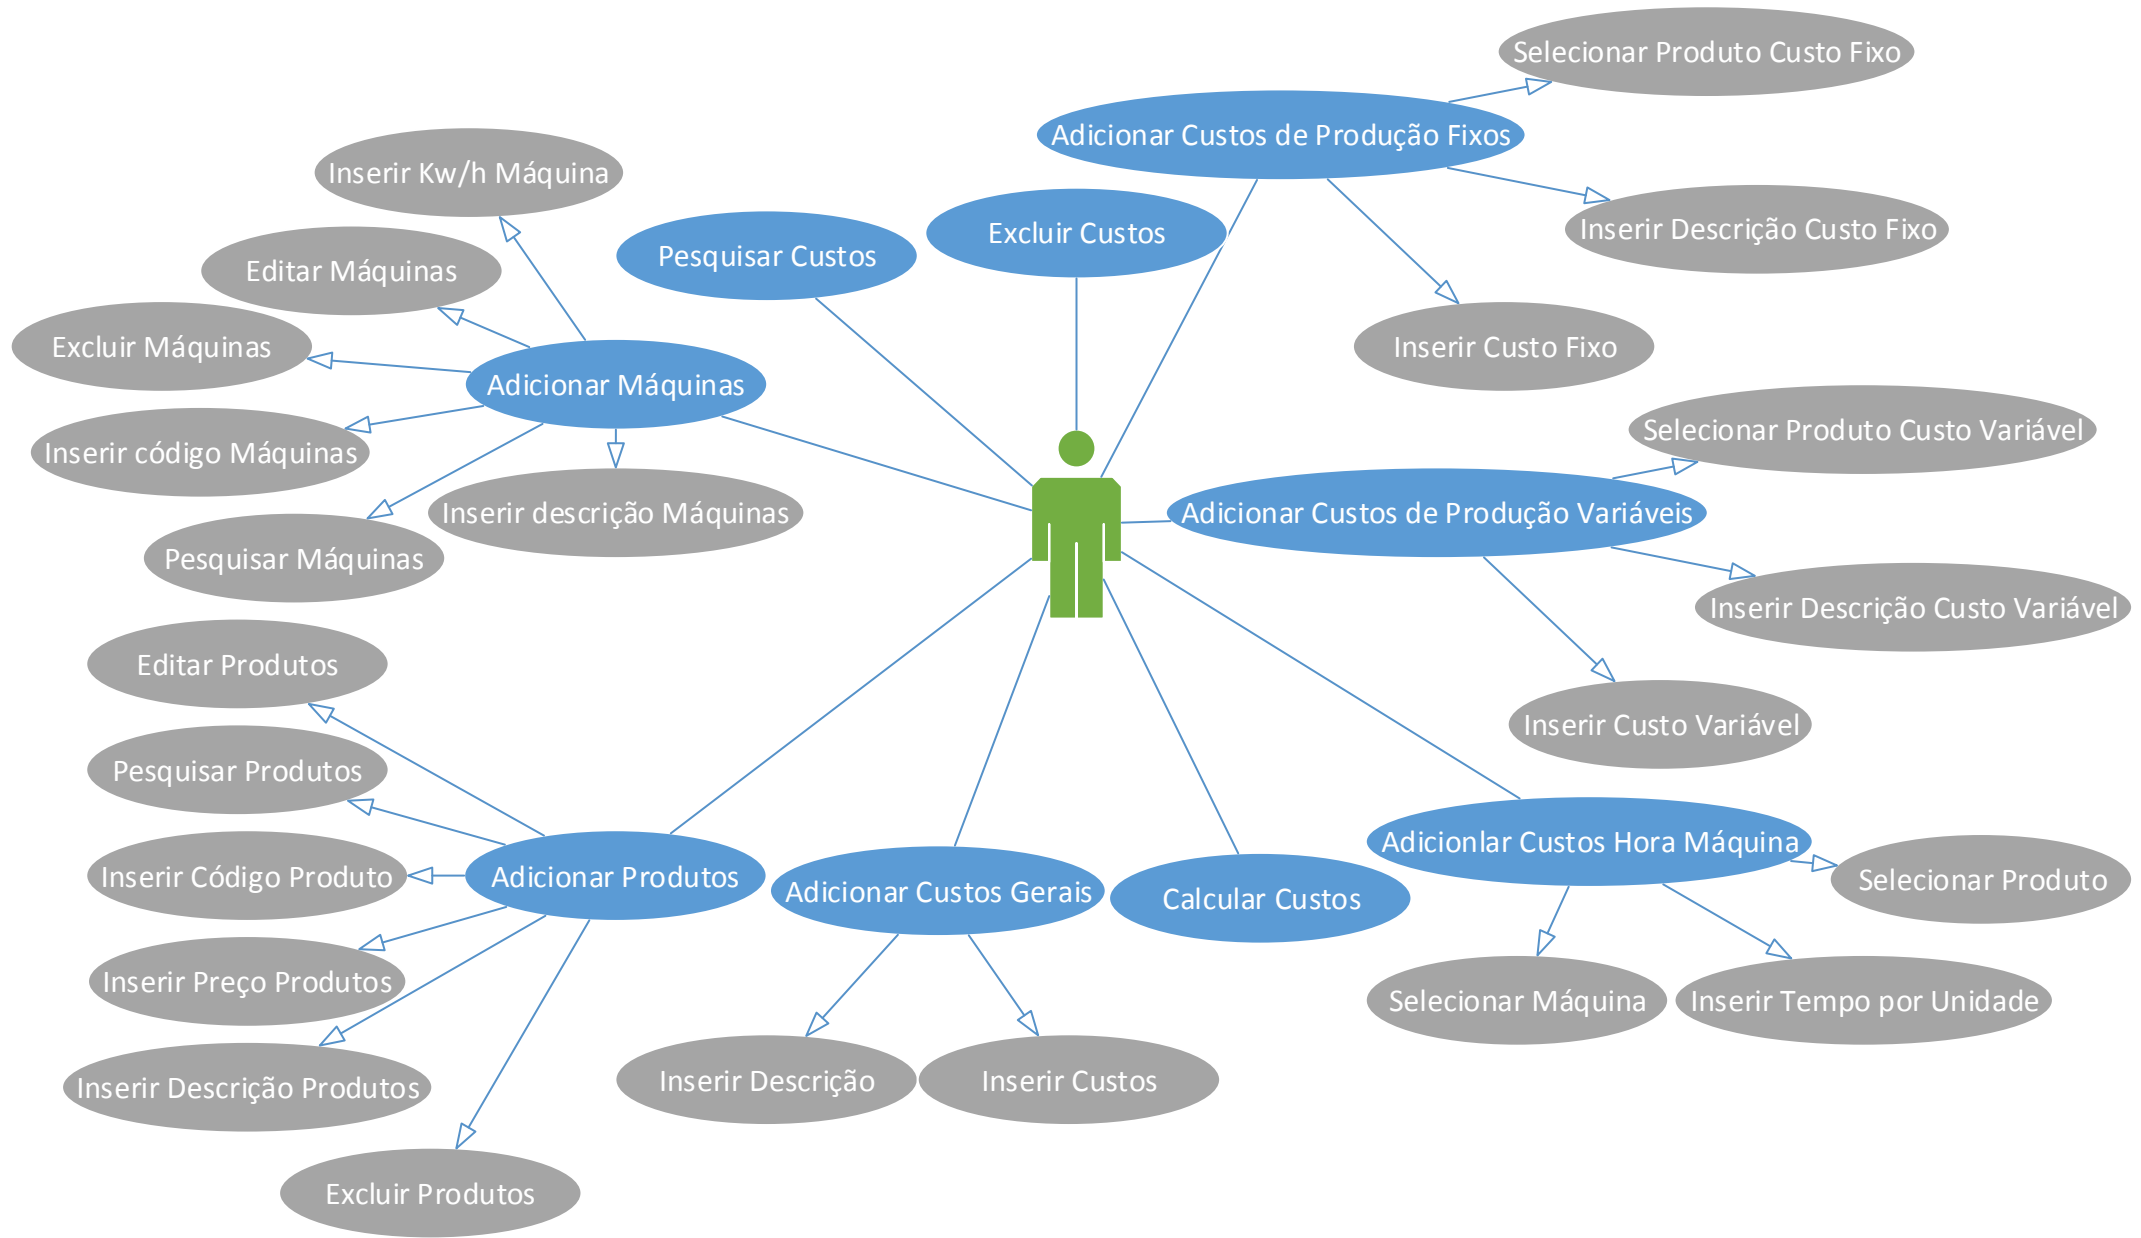 Selecionar Produto Custo Fixo
Adicionar Custos de Produção Fixos
Inserir Kw/h Máquina
Inserir Descrição Custo Fixo
Excluir Custos
Pesquisar Custos
Editar Máquinas
Excluir Máquinas
Inserir Custo Fixo
Adicionar Máquinas
Selecionar Produto Custo Variável
Inserir código Máquinas
Inserir descrição Máquinas
Adicionar Custos de Produção Variáveis
Pesquisar Máquinas
Inserir Descrição Custo Variável
Editar Produtos
Inserir Custo Variável
Pesquisar Produtos
Adicionlar Custos Hora Máquina
Inserir Código Produto
Adicionar Produtos
Adicionar Custos Gerais
Calcular Custos
Selecionar Produto
Inserir Preço Produtos
Selecionar Máquina
Inserir Tempo por Unidade
Inserir Descrição Produtos
Inserir Descrição
Inserir Custos
Excluir Produtos